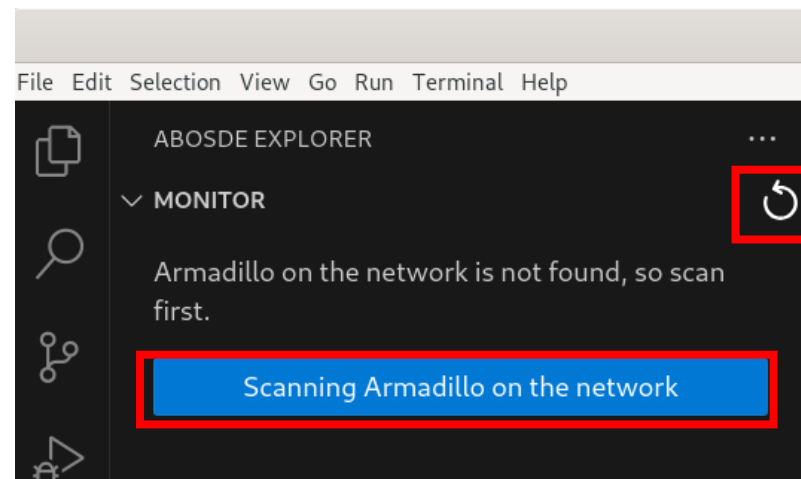 File Edit Selection View Go Run Terminal Help
ABOSDE EXPLORER
MONITOR
Armadillo on the network is not found, so scan
first.
Scanning Armadillo on the network